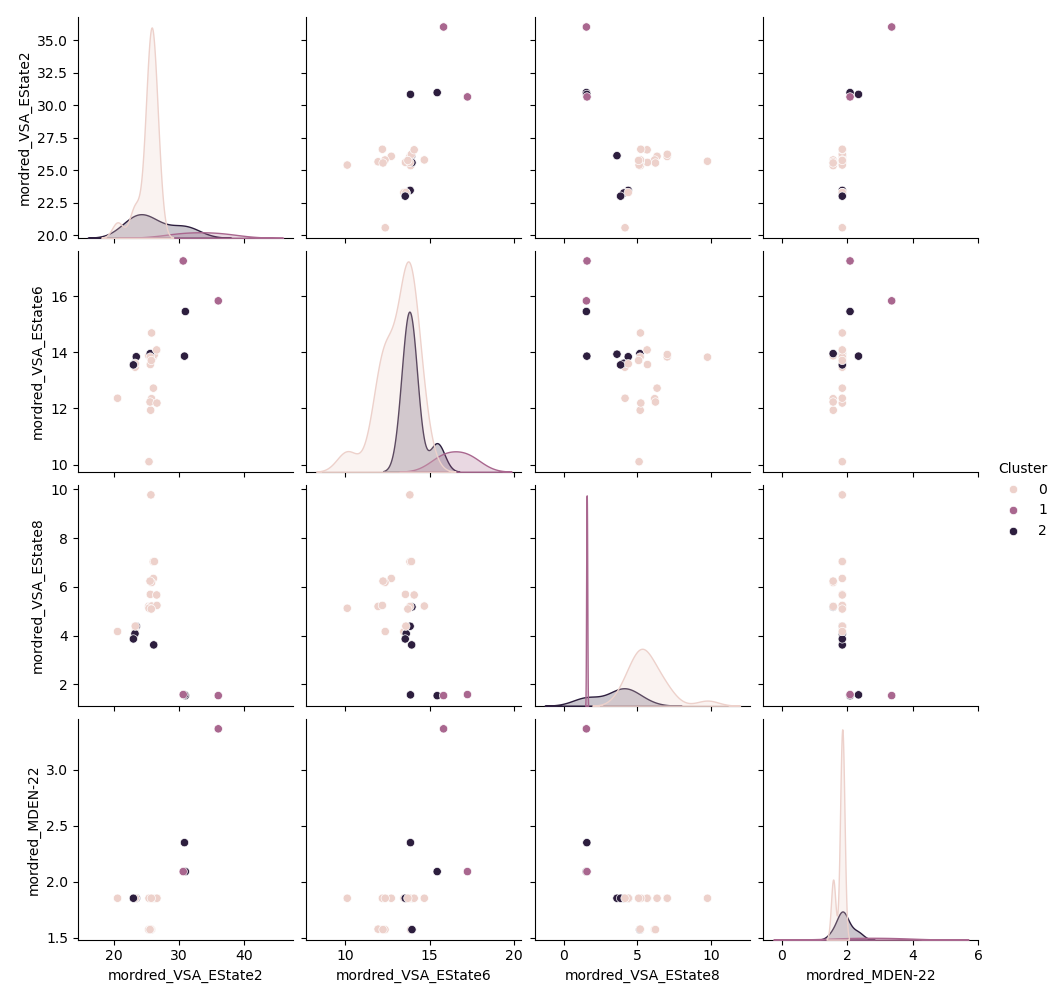 35.0
32.5
30.0
27.5
25.0
22.5
20.0
mordred_VSA_EState2
16
14
12
10
mordred_VSA_EState6
Cluster
0
1
2
10
8
6
4
2
mordred_VSA_EState8
3.0
2.5
2.0
1.5
mordred_MDEN-22
20 30 40
10 15 20
0 5 10
0 2 4 6
mordred_VSA_EState2
mordred_VSA_EState6
mordred_VSA_EState8
mordred_MDEN-22